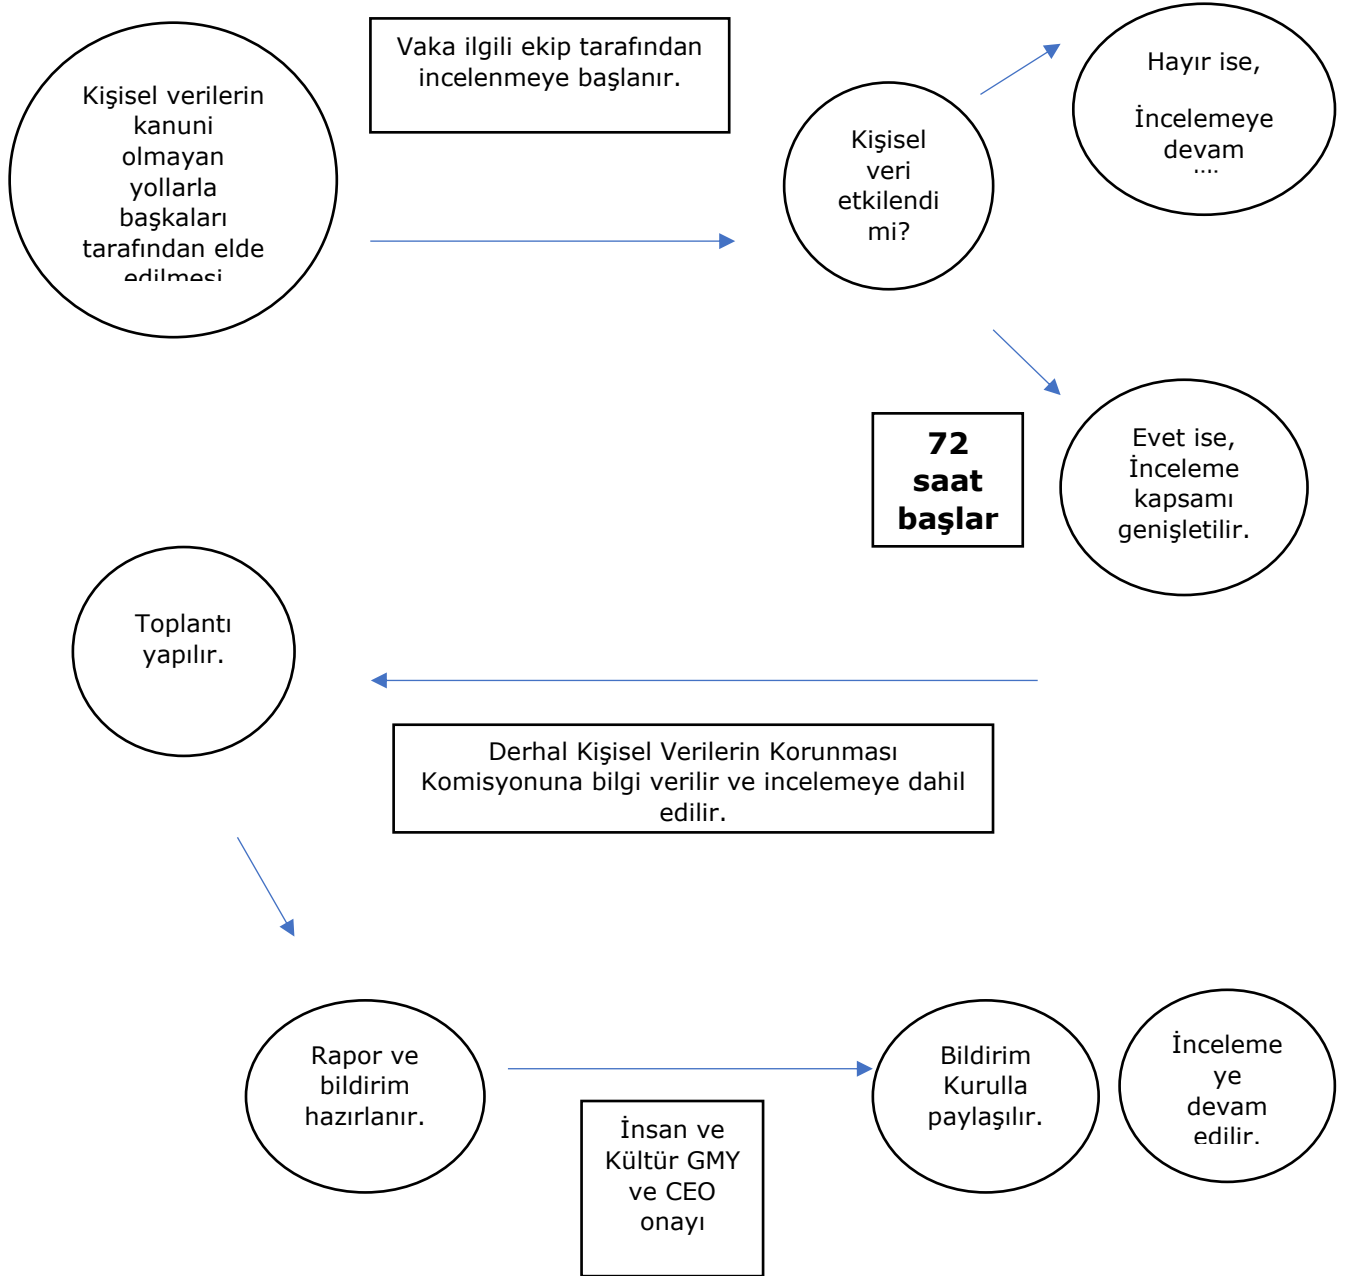 Kişisel verilerin
kanuni
olmayan
yollarla
başkaları
tarafından elde
edilmesi
Vaka ilgili ekip tarafından
incelenmeye başlanır.
Kişisel
veri
etkilendi
mi?
Hayır ise,
İncelemeye
devam
72
saat
başlar
Evet ise,
İnceleme
kapsamı
genişletilir.
Toplantı
yapılır.
Derhal Kişisel Verilerin Korunması
Komisyonuna bilgi verilir ve incelemeye dahil
edilir.
Rapor ve
bildirim
hazırlanır.
İnsan ve
Kültür GMY
ve CEO
onayı
Bildirim
Kurulla
paylaşılır.
İnceleme
ye
devam
edilir.